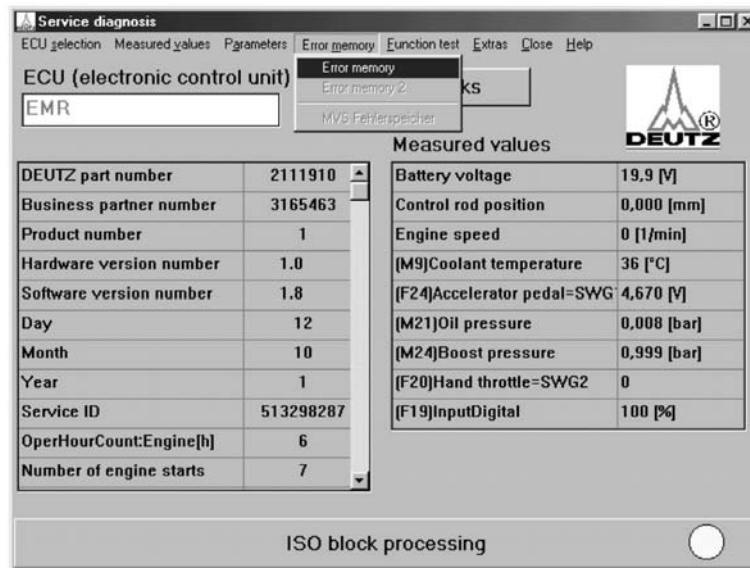 Service diagnosis
ECU selection Measured values Parameters Error memory Function test Extras Close Help
Error memory
Error memory 2
MVS Fehlerspeicher
ECU (electronic control unit)
EMR
DEUTZ ®
Measured values
DEUTZ part number 2111910
Business partner number 3165463
Product number 1
Hardware version number 1.0
Software version number 1.8
Day 12
Month 10
Year 1
Service ID 513298287
OperHourCount:Engine[h] 6
Number of engine starts 7
Battery voltage 19,9 [V]
Control rod position 0,000 [mm]
Engine speed 0 [1/min]
(M9)Coolant temperature 36 [°C]
(F24)Accelerator pedal=SWG 4,670 [V]
(M21)Oil pressure 0,008 [bar]
(M24)Boost pressure 0,999 [bar]
(F20)Hand throttle=SWG2 0
(F19)InputDigital 100 [%]
ISO block processing